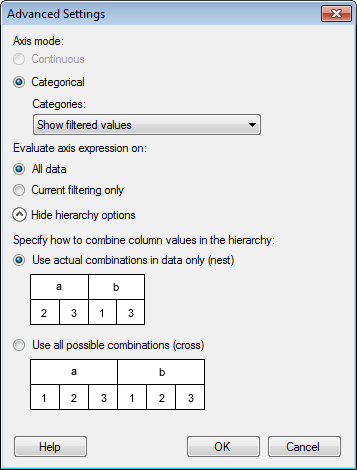 Advanced Settings
Axis mode:
Continuous
Categorical
Categories:
Show filtered values
Evaluate axis expression on:
All data
Current filtering only
Hide hierarchy options
Specify how to combine column values in the hierarchy:
Use actual combinations in data only (nest)
a b
2 3 1 3
Use all possible combinations (cross)
a b
1 2 3 1 2 3
Help OK Cancel